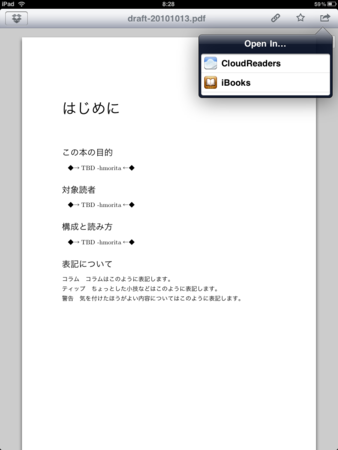 iPad 8:28 89%
draft-20101013.pdf
Open In...
CloudReaders
iBooks
はじめに
この本の目的
◆→ TBD -hmorita ←◆
対象読者
◆→ TBD -hmorita ←◆
構成と読み方
◆→ TBD -hmorita ←◆
表記について
コラム　コラムはこのように表記します。
ティップ　ちょっとした小技などはこのように表記します。
警告　気を付けたほうがよい内容についてはこのように表記します。